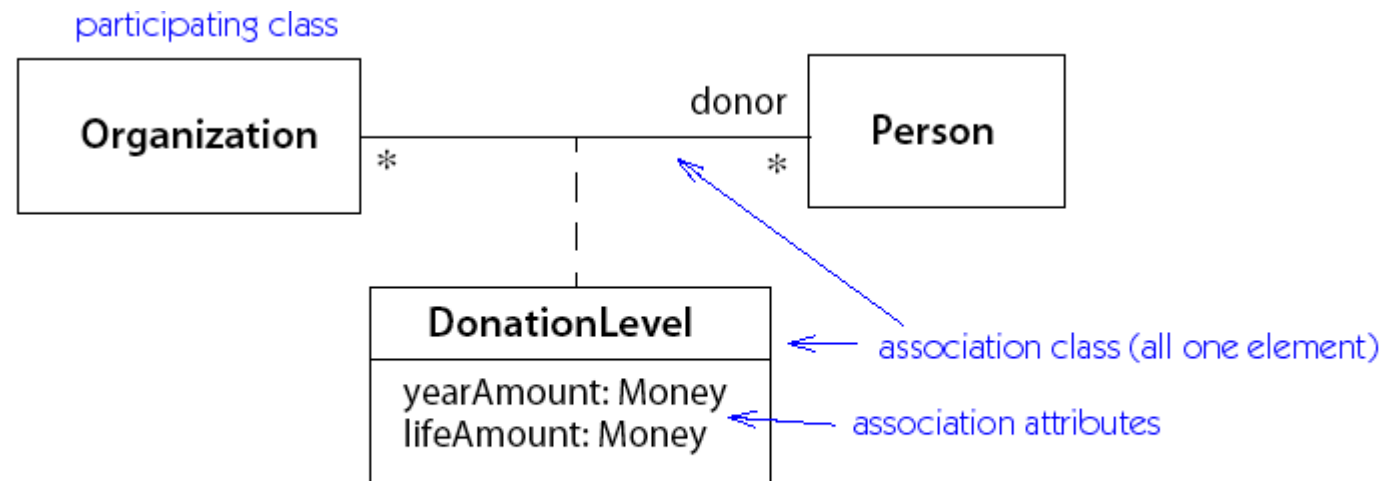 participating class
Organization
donor
Person
*
*
DonationLevel
association class (all one element)
yearAmount: Money
lifeAmount: Money
association attributes